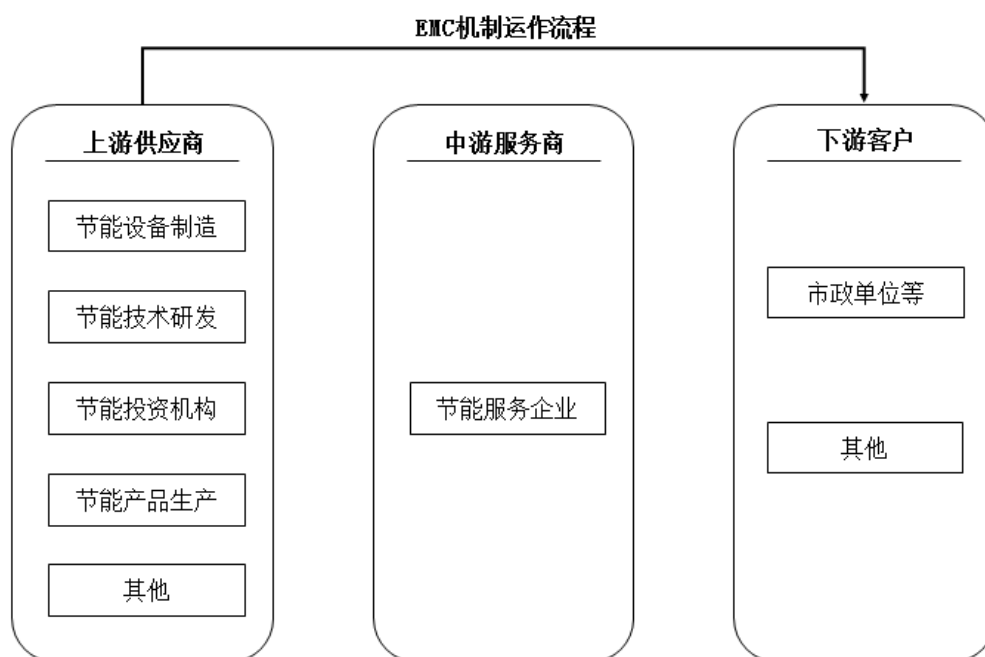 EMC机制运作流程
上游供应商
节能设备制造
节能技术研发
节能投资机构
节能产品生产
其他
中游服务商
节能服务企业
下游客户
市政单位等
其他